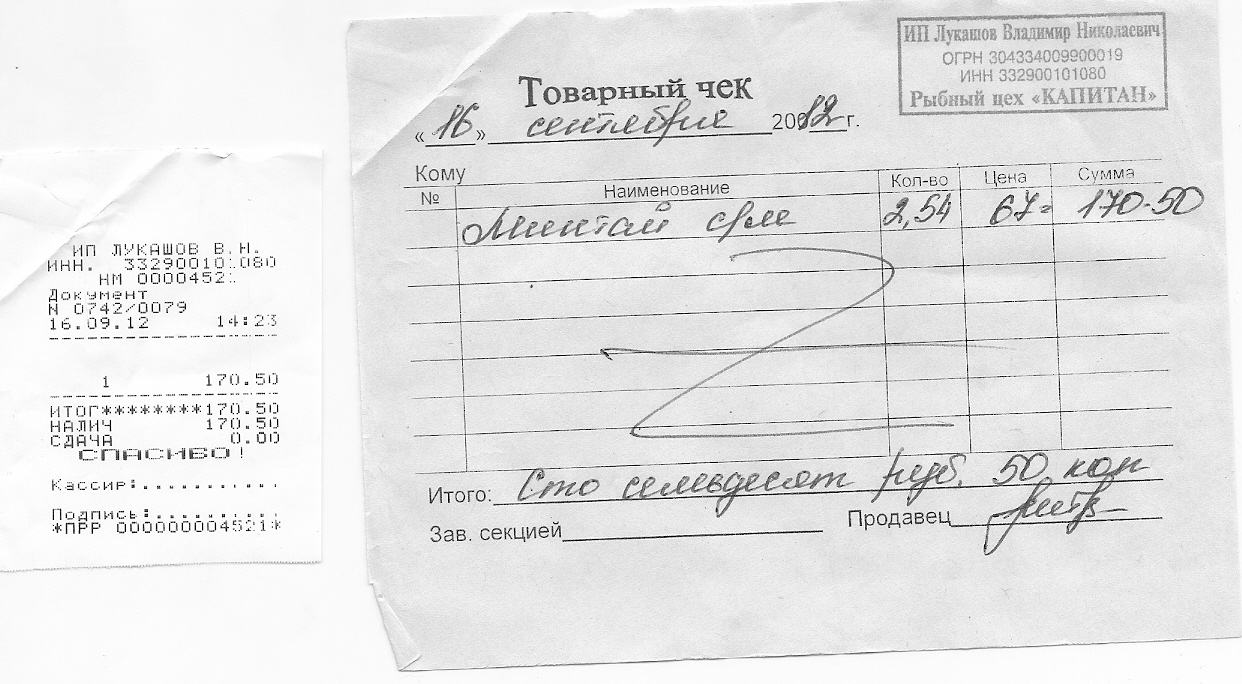 ИП ЛУКАШОВ В.Н.
ИНН. 332900101080
НМ 00004521
Документ
N 0742/0079
16.09.12 14:23
1 170.50
ИТОГ********170.50
НАЛИЧ 170.50
СДАЧА 0.00
СПАСИБО!
Кассир:...........
Подпись:..........
*ПРР 000000004521*
ИП Лукашов Владимир Николаевич
ОГРН 304334009900019
ИНН 332900101080
Рыбный цех «КАПИТАН»
Товарный чек
«16» сентября 2012 г.
Кому
№ Наименование Кол-во Цена Сумма
Минтай 2,54 67= 170-50
Итого: Сто семьдесят руб. 50 коп
Зав. секцией Продавец